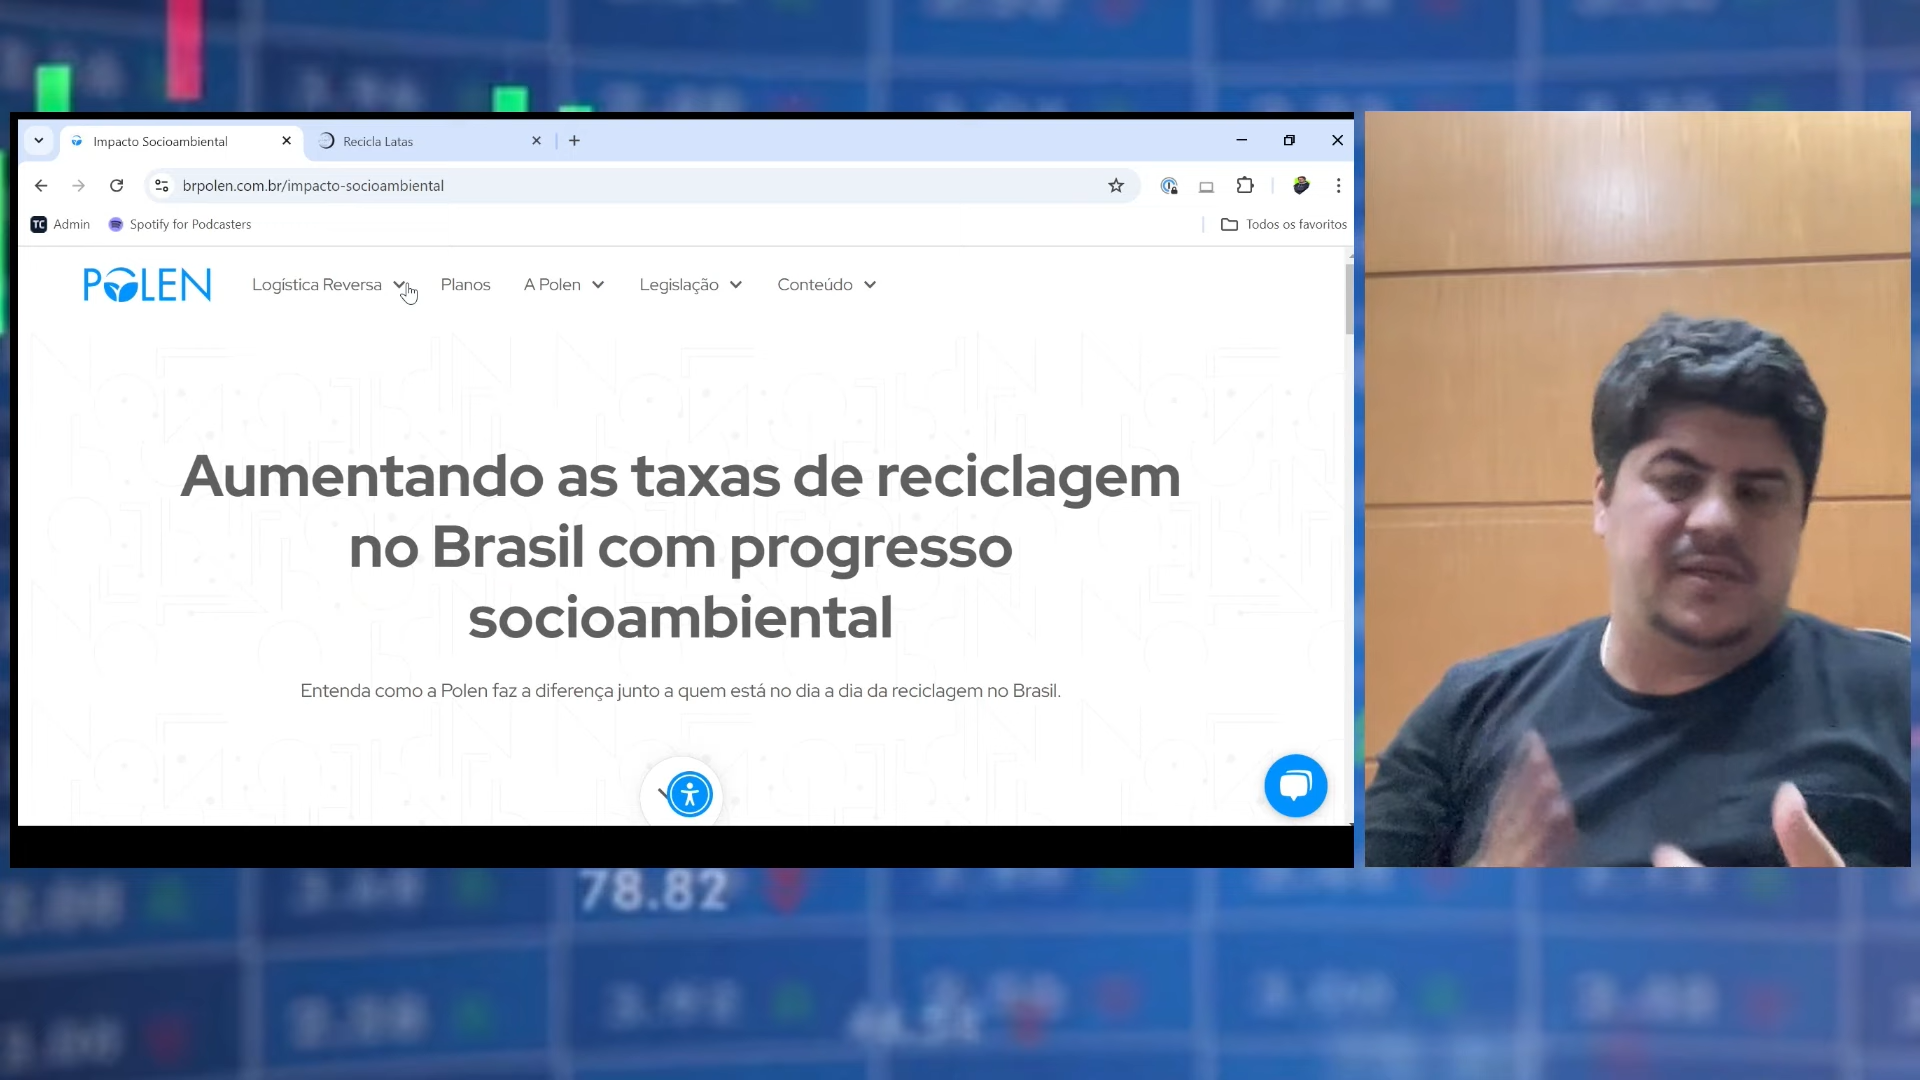 Impacto Socioambiental
Recicla Latas
brpolen.com.br/impacto-socioambiental
TC Admin
Spotify for Podcasters
Todos os favoritos
POLEN
Logística Reversa
Planos
A Polen
Legislação
Conteúdo
Aumentando as taxas de reciclagem
no Brasil com progresso
socioambiental
Entenda como a Polen faz a diferença junto a quem está no dia a dia da reciclagem no Brasil.
78.82